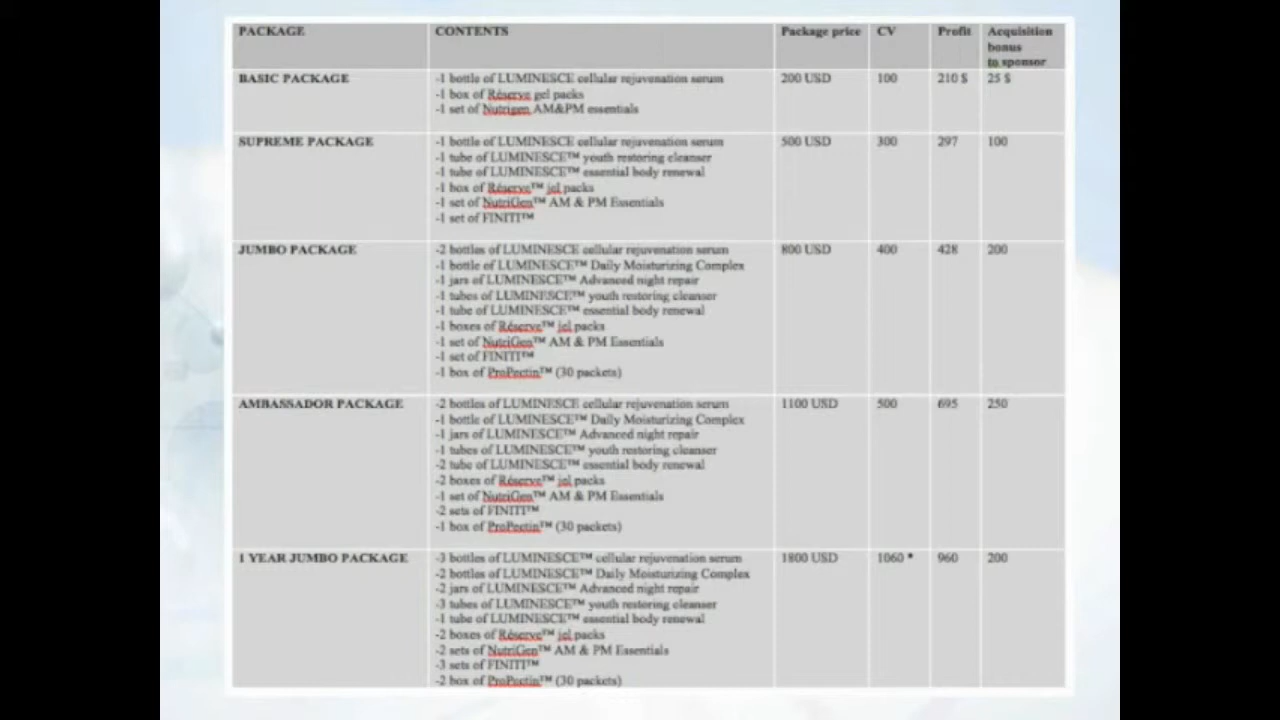 PACKAGE CONTENTS Package price CV Profit Acquisition
bonus
to sponsor
BASIC PACKAGE -1 bottle of LUMINESCE cellular rejuvenation serum 200 USD 100 210 $ 25 $
-1 box of Réserve gel packs
-1 set of Nutrigen AM&PM essentials
SUPREME PACKAGE -1 bottle of LUMINESCE cellular rejuvenation serum 500 USD 300 297 100
-1 tube of LUMINESCE™ youth restoring cleanser
-1 tube of LUMINESCE™ essential body renewal
-1 box of Réserve™ jel packs
-1 set of NutriGen™ AM & PM Essentials
-1 set of FINITI™
JUMBO PACKAGE -2 bottles of LUMINESCE cellular rejuvenation serum 800 USD 400 428 200
-1 bottle of LUMINESCE™ Daily Moisturizing Complex
-1 jars of LUMINESCE™ Advanced night repair
-1 tubes of LUMINESCE™ youth restoring cleanser
-1 tube of LUMINESCE™ essential body renewal
-1 boxes of Réserve™ jel packs
-1 set of NutriGen™ AM & PM Essentials
-1 set of FINITI™
-1 box of ProPectin™ (30 packets)
AMBASSADOR PACKAGE -2 bottles of LUMINESCE cellular rejuvenation serum 1100 USD 500 695 250
-1 bottle of LUMINESCE™ Daily Moisturizing Complex
-1 jars of LUMINESCE™ Advanced night repair
-1 tubes of LUMINESCE™ youth restoring cleanser
-2 tube of LUMINESCE™ essential body renewal
-2 boxes of Réserve™ jel packs
-1 set of NutriGen™ AM & PM Essentials
-2 sets of FINITI™
-1 box of ProPectin™ (30 packets)
1 YEAR JUMBO PACKAGE -3 bottles of LUMINESCE™ cellular rejuvenation serum 1800 USD 1060 * 960 200
-2 bottles of LUMINESCE™ Daily Moisturizing Complex
-2 jars of LUMINESCE™ Advanced night repair
-3 tubes of LUMINESCE™ youth restoring cleanser
-1 tube of LUMINESCE™ essential body renewal
-2 boxes of Réserve™ jel packs
-2 sets of NutriGen™ AM & PM Essentials
-3 sets of FINITI™
-2 box of ProPectin™ (30 packets)